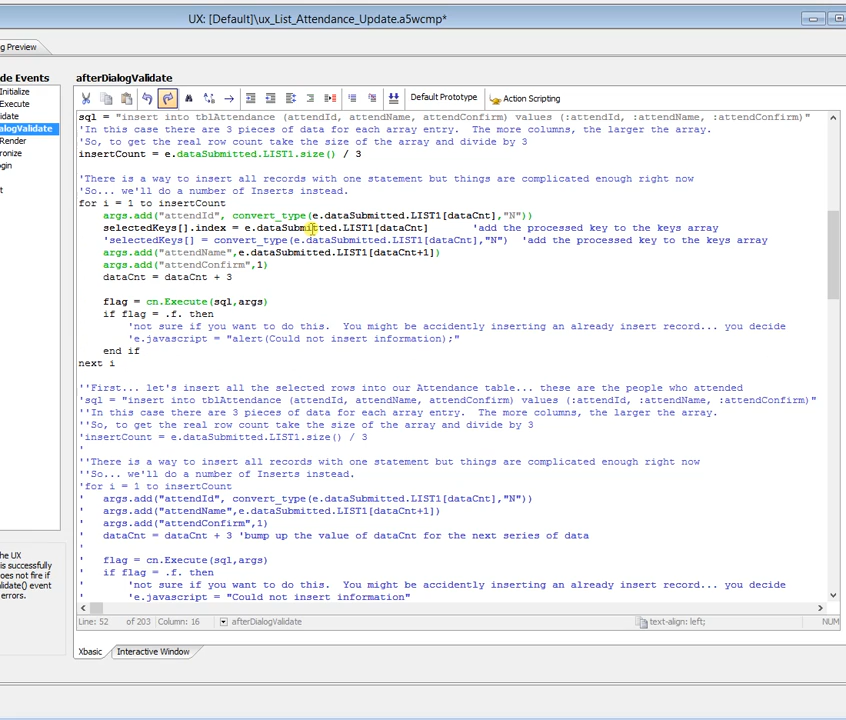 UX: [Default]\ux_List_Attendance_Update.a5wcmp*
g Preview
de Events
afterDialogValidate
Initialize
Execute
idate
alogValidate
Render
ronize
ogin
t
Default Prototype
Action Scripting
sql = "insert into tblAttendance (attendId, attendName, attendConfirm) values (:attendId, :attendName, :attendConfirm)"
'In this case there are 3 pieces of data for each array entry.  The more columns, the larger the array.
'So, to get the real row count take the size of the array and divide by 3
insertCount = e.dataSubmitted.LIST1.size() / 3
'There is a way to insert all records with one statement but things are complicated enough right now
'So... we'll do a number of Inserts instead.
for i = 1 to insertCount
args.add("attendId", convert_type(e.dataSubmitted.LIST1[dataCnt],"N"))
selectedKeys[].index = e.dataSubmitted.LIST1[dataCnt]        'add the processed key to the keys array
'selectedKeys[] = convert_type(e.dataSubmitted.LIST1[dataCnt],"N")  'add the processed key to the keys array
args.add("attendName",e.dataSubmitted.LIST1[dataCnt+1])
args.add("attendConfirm",1)
dataCnt = dataCnt + 3
flag = cn.Execute(sql,args)
if flag = .f. then
'not sure if you want to do this.  You might be accidently inserting an already insert record... you decide
'e.javascript = "alert(Could not insert information);"
end if
next i
''First... let's insert all the selected rows into our Attendance table... these are the people who attended
'sql = "insert into tblAttendance (attendId, attendName, attendConfirm) values (:attendId, :attendName, :attendConfirm)"
''In this case there are 3 pieces of data for each array entry.  The more columns, the larger the array.
''So, to get the real row count take the size of the array and divide by 3
'insertCount = e.dataSubmitted.LIST1.size() / 3
'
''There is a way to insert all records with one statement but things are complicated enough right now
''So... we'll do a number of Inserts instead.
'for i = 1 to insertCount
'   args.add("attendId", convert_type(e.dataSubmitted.LIST1[dataCnt],"N"))
'   args.add("attendName",e.dataSubmitted.LIST1[dataCnt+1])
'   args.add("attendConfirm",1)
'   dataCnt = dataCnt + 3 'bump up the value of dataCnt for the next series of data
'
'   flag = cn.Execute(sql,args)
'   if flag = .f. then
'       'not sure if you want to do this.  You might be accidently inserting an already insert record... you decide
'       'e.javascript = "Could not insert information"
he UX
is successfully
oes not fire if
validate() event
errors.
Line: 52
of 203
Column: 16
afterDialogValidate
text-align: left;
NUM
Xbasic
Interactive Window